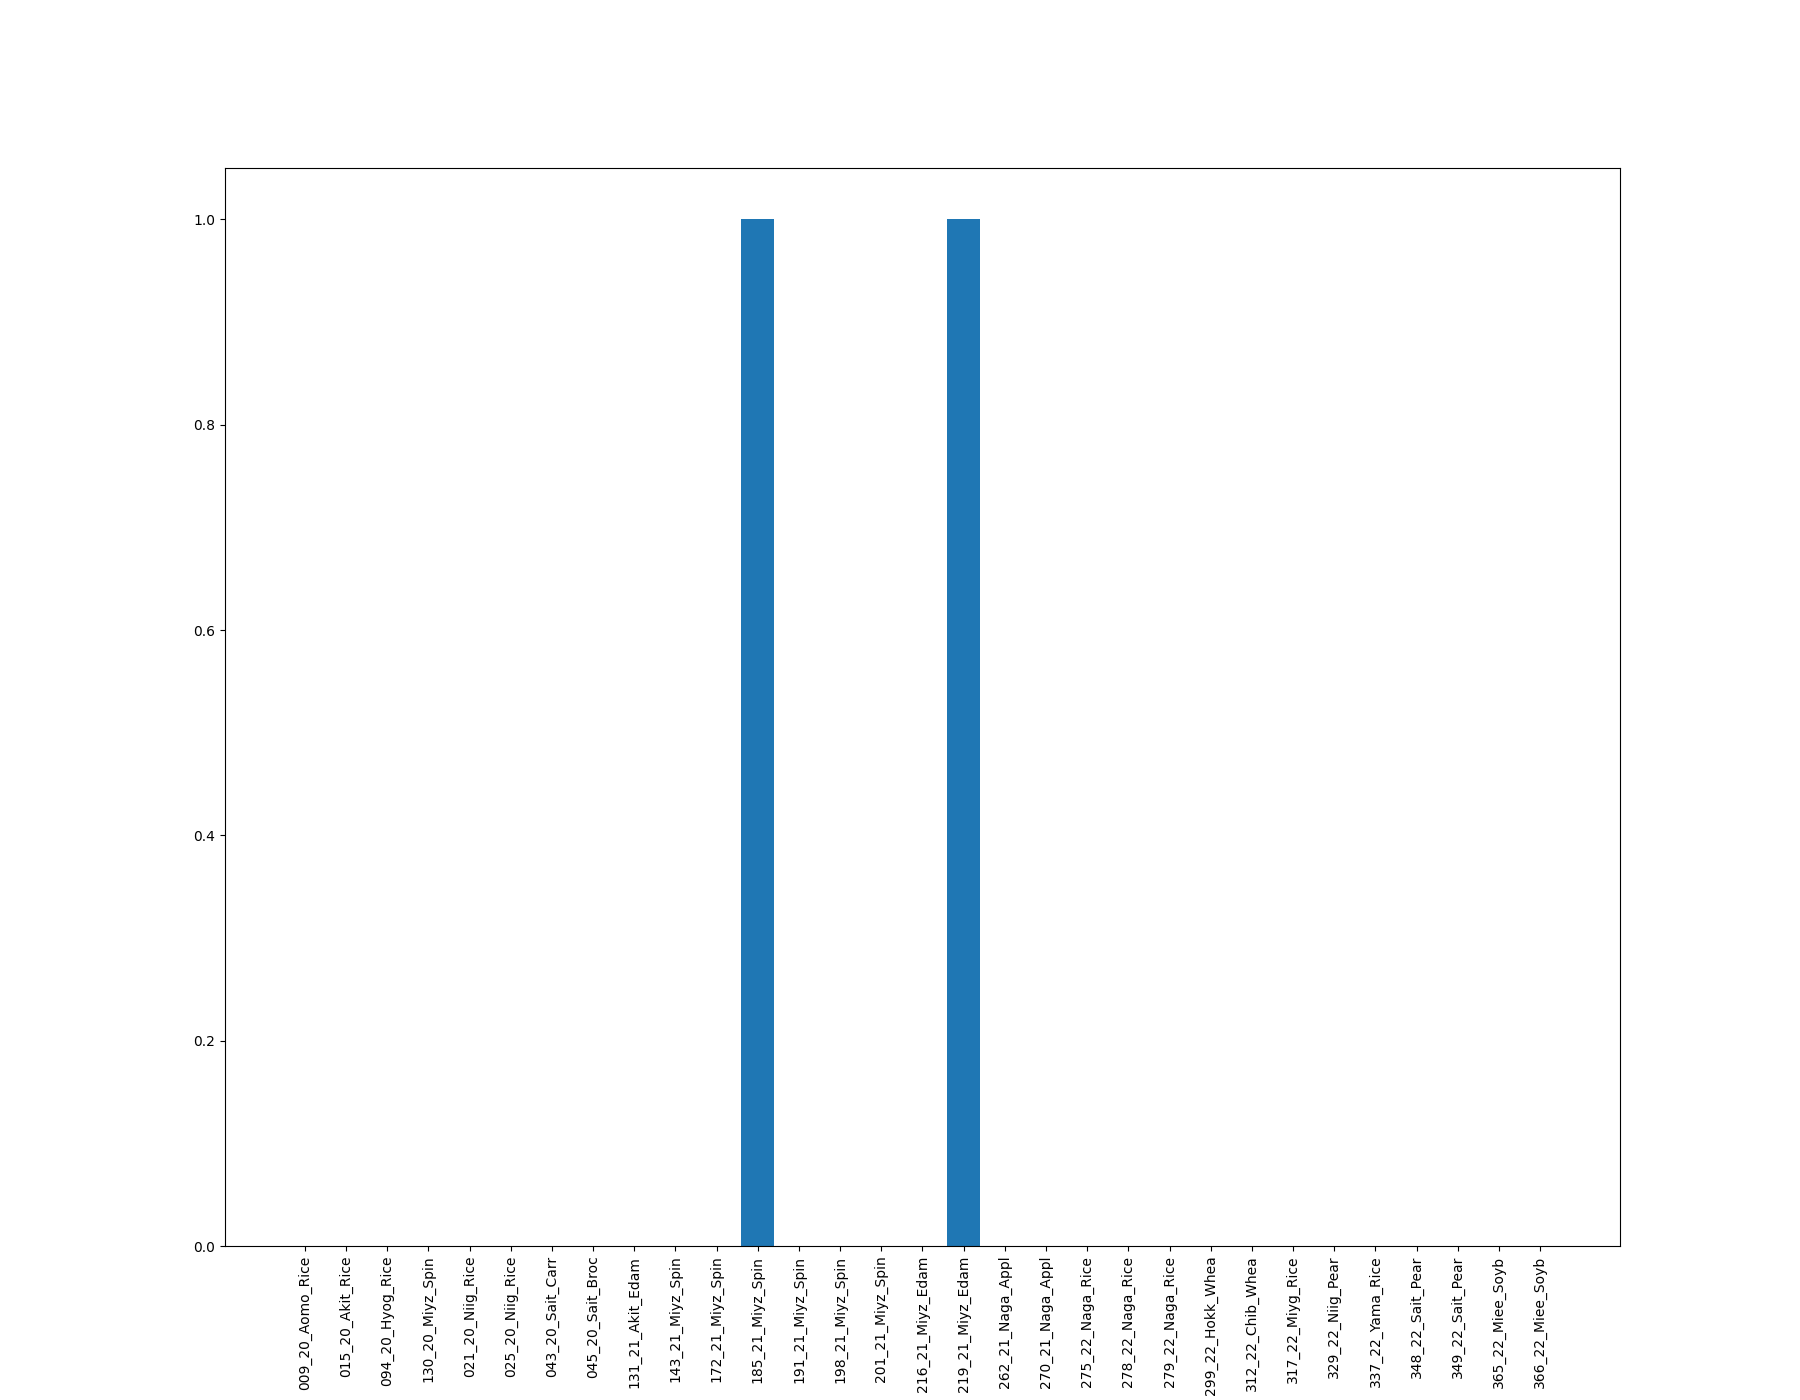 1.0
0.8
0.6
0.4
0.2
0.0
009_20_Aomo_Rice
015_20_Akit_Rice
094_20_Hyog_Rice
130_20_Miyz_Spin
021_20_Niig_Rice
025_20_Niig_Rice
043_20_Sait_Carr
045_20_Sait_Broc
131_21_Akit_Edam
143_21_Miyz_Spin
172_21_Miyz_Spin
185_21_Miyz_Spin
191_21_Miyz_Spin
198_21_Miyz_Spin
201_21_Miyz_Spin
216_21_Miyz_Edam
219_21_Miyz_Edam
262_21_Naga_Appl
270_21_Naga_Appl
275_22_Naga_Rice
278_22_Naga_Rice
279_22_Naga_Rice
299_22_Hokk_Whea
312_22_Chib_Whea
317_22_Miyg_Rice
329_22_Niig_Pear
337_22_Yama_Rice
348_22_Sait_Pear
349_22_Sait_Pear
365_22_Miee_Soyb
366_22_Miee_Soyb